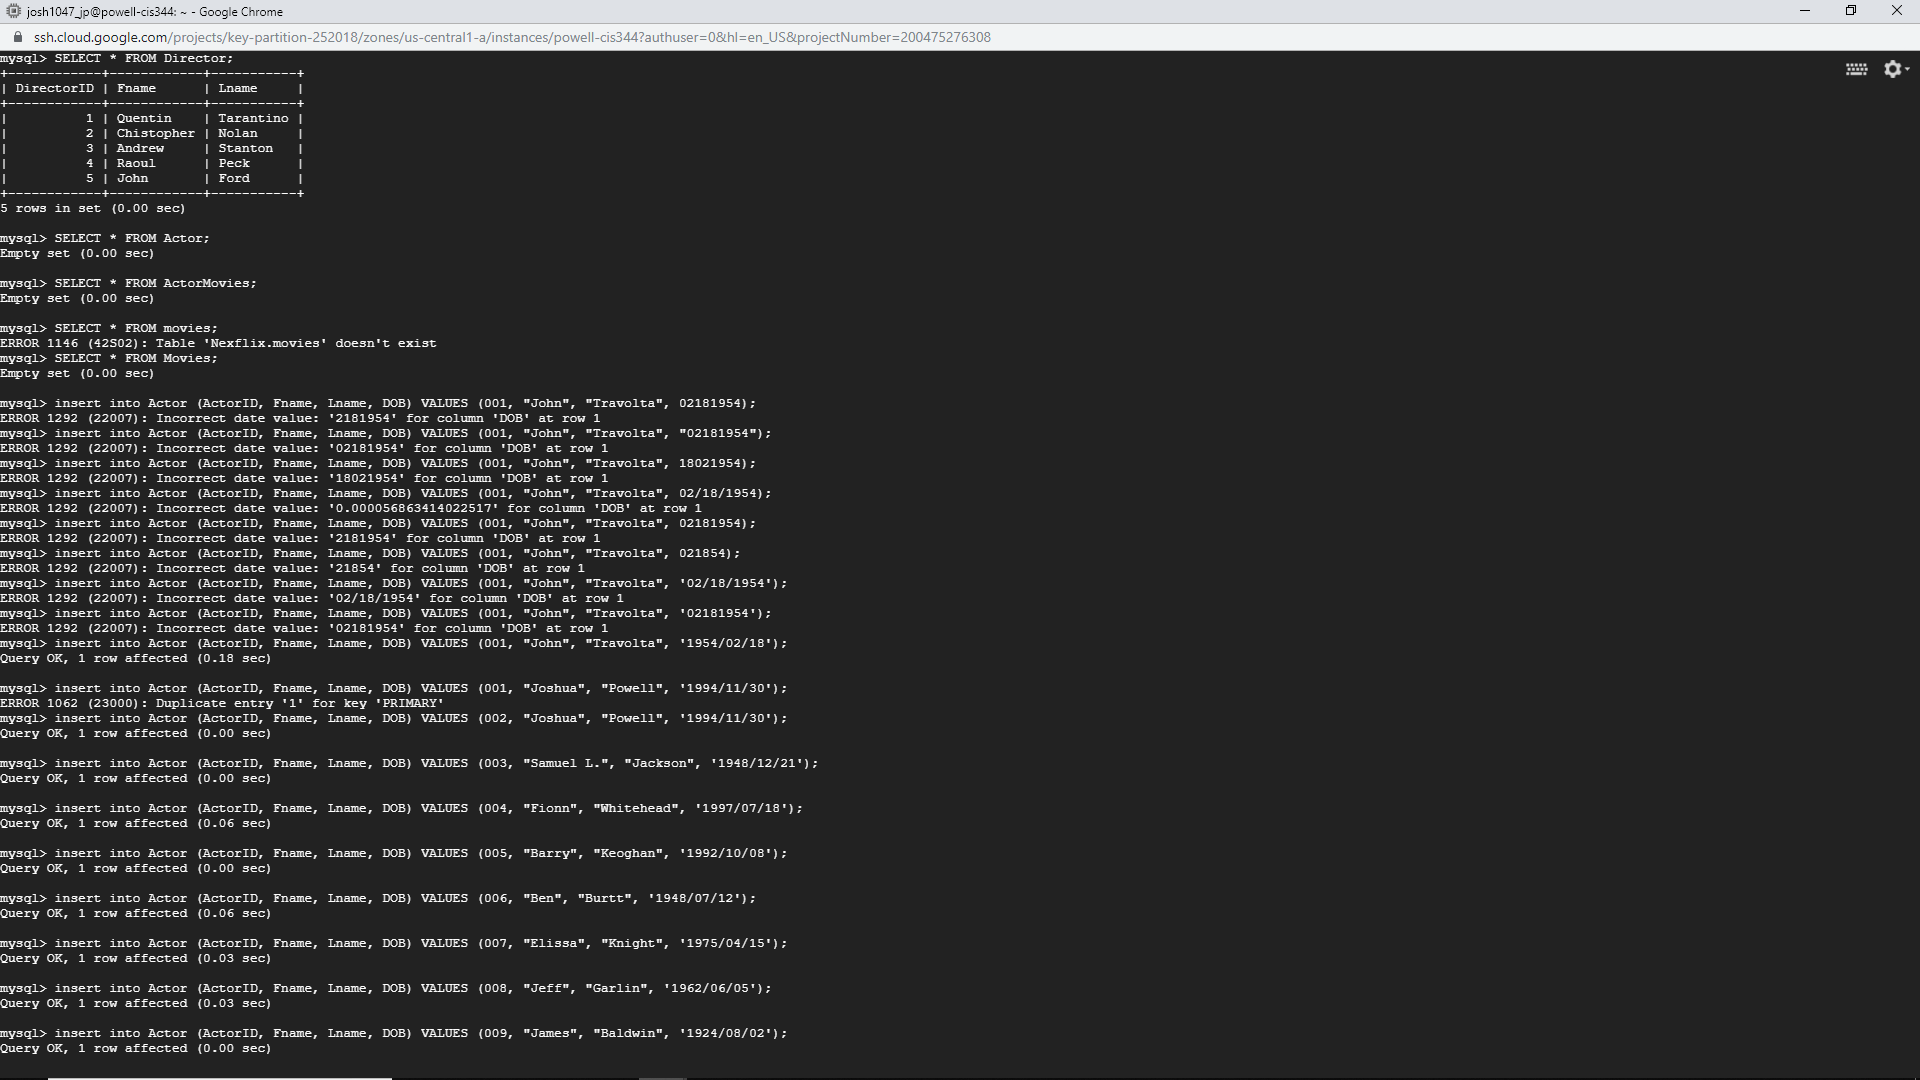 josh1047_jp@powell-cis344: ~ - Google Chrome
ssh.cloud.google.com/projects/key-partition-252018/zones/us-central1-a/instances/powell-cis344?authuser=0&hl=en_US&projectNumber=200475276308
mysql> SELECT * FROM Director;
+------------+------------+-----------+
| DirectorID | Fname      | Lname     |
+------------+------------+-----------+
|          1 | Quentin    | Tarantino |
|          2 | Chistopher | Nolan     |
|          3 | Andrew     | Stanton   |
|          4 | Raoul      | Peck      |
|          5 | John       | Ford      |
+------------+------------+-----------+
5 rows in set (0.00 sec)
mysql> SELECT * FROM Actor;
Empty set (0.00 sec)
mysql> SELECT * FROM ActorMovies;
Empty set (0.00 sec)
mysql> SELECT * FROM movies;
ERROR 1146 (42S02): Table 'Nexflix.movies' doesn't exist
mysql> SELECT * FROM Movies;
Empty set (0.00 sec)
mysql> insert into Actor (ActorID, Fname, Lname, DOB) VALUES (001, "John", "Travolta", 02181954);
ERROR 1292 (22007): Incorrect date value: '2181954' for column 'DOB' at row 1
mysql> insert into Actor (ActorID, Fname, Lname, DOB) VALUES (001, "John", "Travolta", "02181954");
ERROR 1292 (22007): Incorrect date value: '02181954' for column 'DOB' at row 1
mysql> insert into Actor (ActorID, Fname, Lname, DOB) VALUES (001, "John", "Travolta", 18021954);
ERROR 1292 (22007): Incorrect date value: '18021954' for column 'DOB' at row 1
mysql> insert into Actor (ActorID, Fname, Lname, DOB) VALUES (001, "John", "Travolta", 02/18/1954);
ERROR 1292 (22007): Incorrect date value: '0.000056863414022517' for column 'DOB' at row 1
mysql> insert into Actor (ActorID, Fname, Lname, DOB) VALUES (001, "John", "Travolta", 02181954);
ERROR 1292 (22007): Incorrect date value: '2181954' for column 'DOB' at row 1
mysql> insert into Actor (ActorID, Fname, Lname, DOB) VALUES (001, "John", "Travolta", 021854);
ERROR 1292 (22007): Incorrect date value: '21854' for column 'DOB' at row 1
mysql> insert into Actor (ActorID, Fname, Lname, DOB) VALUES (001, "John", "Travolta", '02/18/1954');
ERROR 1292 (22007): Incorrect date value: '02/18/1954' for column 'DOB' at row 1
mysql> insert into Actor (ActorID, Fname, Lname, DOB) VALUES (001, "John", "Travolta", '02181954');
ERROR 1292 (22007): Incorrect date value: '02181954' for column 'DOB' at row 1
mysql> insert into Actor (ActorID, Fname, Lname, DOB) VALUES (001, "John", "Travolta", '1954/02/18');
Query OK, 1 row affected (0.18 sec)
mysql> insert into Actor (ActorID, Fname, Lname, DOB) VALUES (001, "Joshua", "Powell", '1994/11/30');
ERROR 1062 (23000): Duplicate entry '1' for key 'PRIMARY'
mysql> insert into Actor (ActorID, Fname, Lname, DOB) VALUES (002, "Joshua", "Powell", '1994/11/30');
Query OK, 1 row affected (0.00 sec)
mysql> insert into Actor (ActorID, Fname, Lname, DOB) VALUES (003, "Samuel L.", "Jackson", '1948/12/21');
Query OK, 1 row affected (0.00 sec)
mysql> insert into Actor (ActorID, Fname, Lname, DOB) VALUES (004, "Fionn", "Whitehead", '1997/07/18');
Query OK, 1 row affected (0.06 sec)
mysql> insert into Actor (ActorID, Fname, Lname, DOB) VALUES (005, "Barry", "Keoghan", '1992/10/08');
Query OK, 1 row affected (0.00 sec)
mysql> insert into Actor (ActorID, Fname, Lname, DOB) VALUES (006, "Ben", "Burtt", '1948/07/12');
Query OK, 1 row affected (0.06 sec)
mysql> insert into Actor (ActorID, Fname, Lname, DOB) VALUES (007, "Elissa", "Knight", '1975/04/15');
Query OK, 1 row affected (0.03 sec)
mysql> insert into Actor (ActorID, Fname, Lname, DOB) VALUES (008, "Jeff", "Garlin", '1962/06/05');
Query OK, 1 row affected (0.03 sec)
mysql> insert into Actor (ActorID, Fname, Lname, DOB) VALUES (009, "James", "Baldwin", '1924/08/02');
Query OK, 1 row affected (0.00 sec)